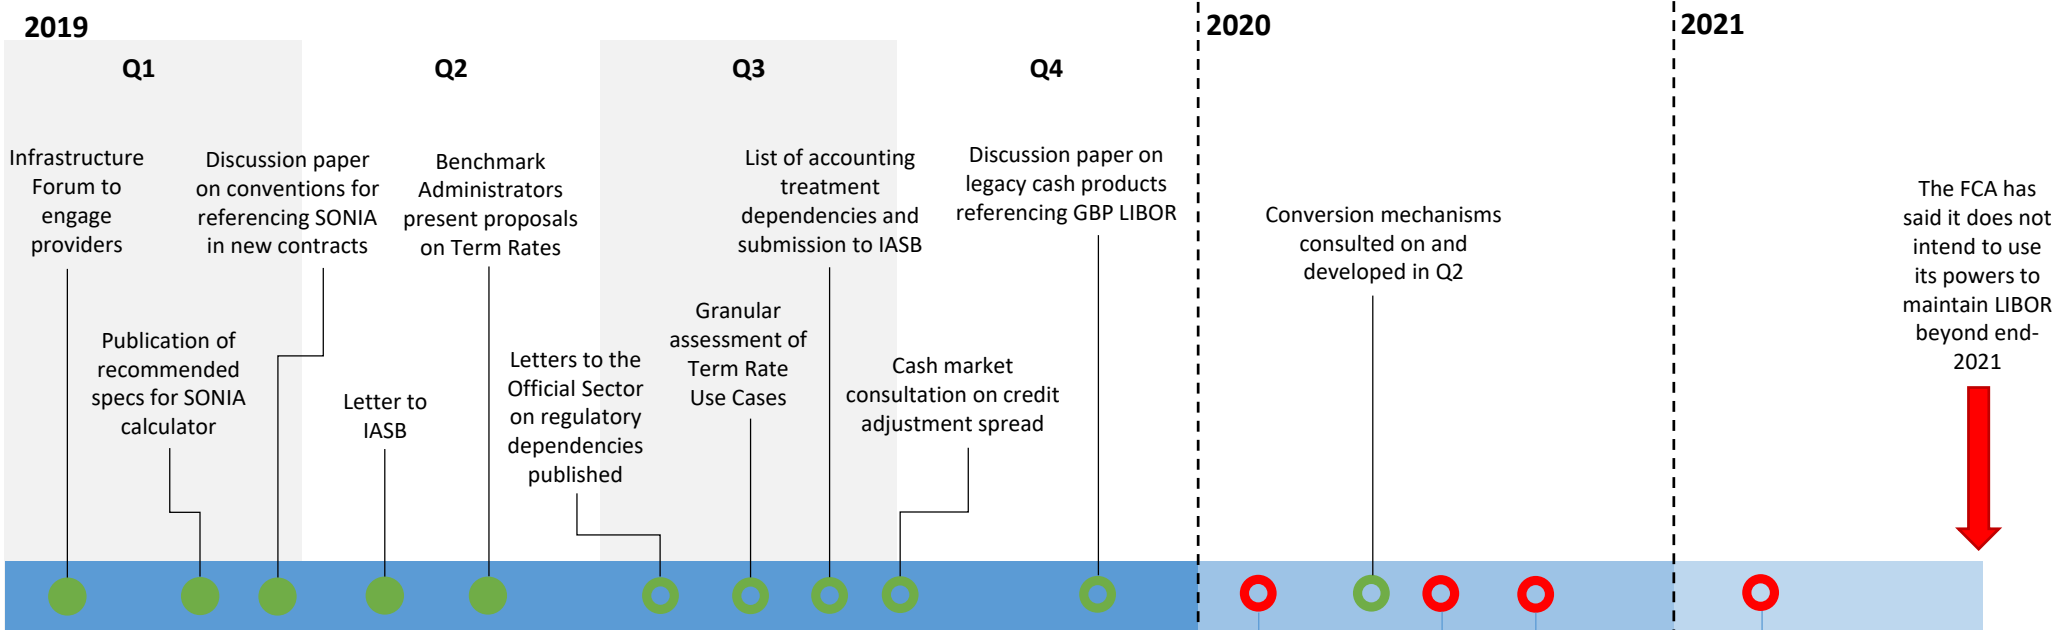 2019
2020
2021
Q1
Q2
Q3
Q4
Infrastructure
Forum to
engage
providers
Publication of
recommended
specs for SONIA
calculator
Discussion paper
on conventions for
referencing SONIA
in new contracts
Letter to
IASB
Benchmark
Administrators
present proposals
on Term Rates
Letters to the
Official Sector
on regulatory
dependencies
published
Granular
assessment of
Term Rate
Use Cases
List of accounting
treatment
dependencies and
submission to IASB
Cash market
consultation on credit
adjustment spread
Discussion paper on
legacy cash products
referencing GBP LIBOR
Conversion mechanisms
consulted on and
developed in Q2
The FCA has
said it does not
intend to use
its powers to
maintain LIBOR
beyond end-
2021